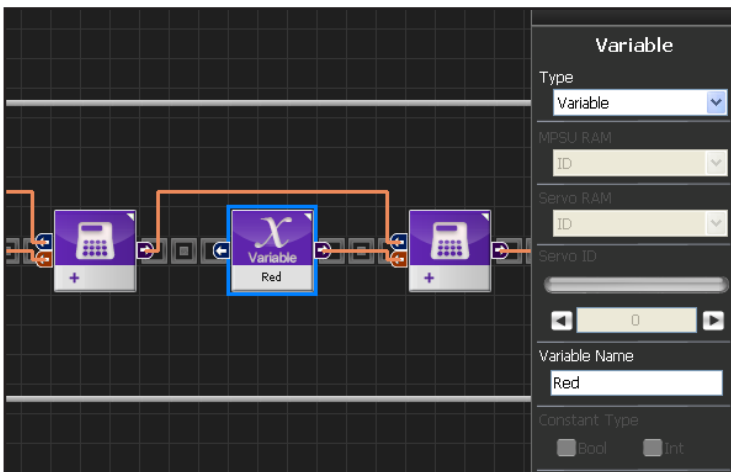 Variable
Type
Variable
MPSU RAM
ID
Servo RAM
ID
Servo ID
0
Variable Name
Red
Constant Type
Bool
Int
+
x
Variable
Red
+